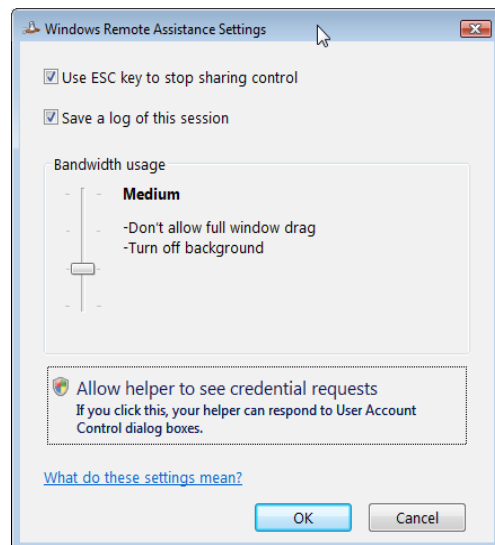 Windows Remote Assistance Settings
Use ESC key to stop sharing control
Save a log of this session
Bandwidth usage
Medium
-Don't allow full window drag
-Turn off background
Allow helper to see credential requests
If you click this, your helper can respond to User Account
Control dialog boxes.
What do these settings mean?
OK
Cancel